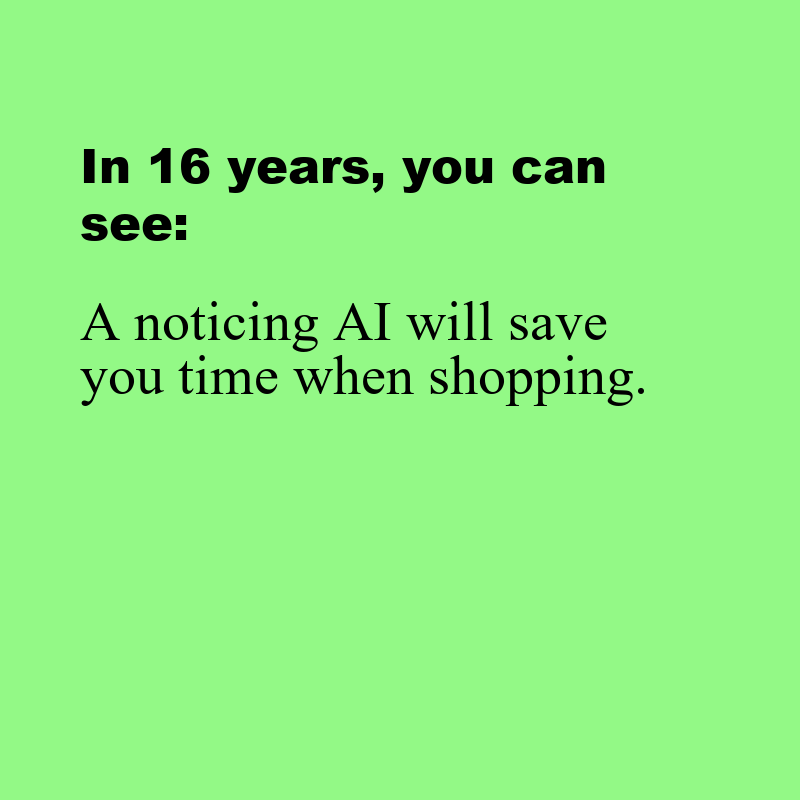 In 16 years, you can
see:
A noticing AI will save
you time when shopping.